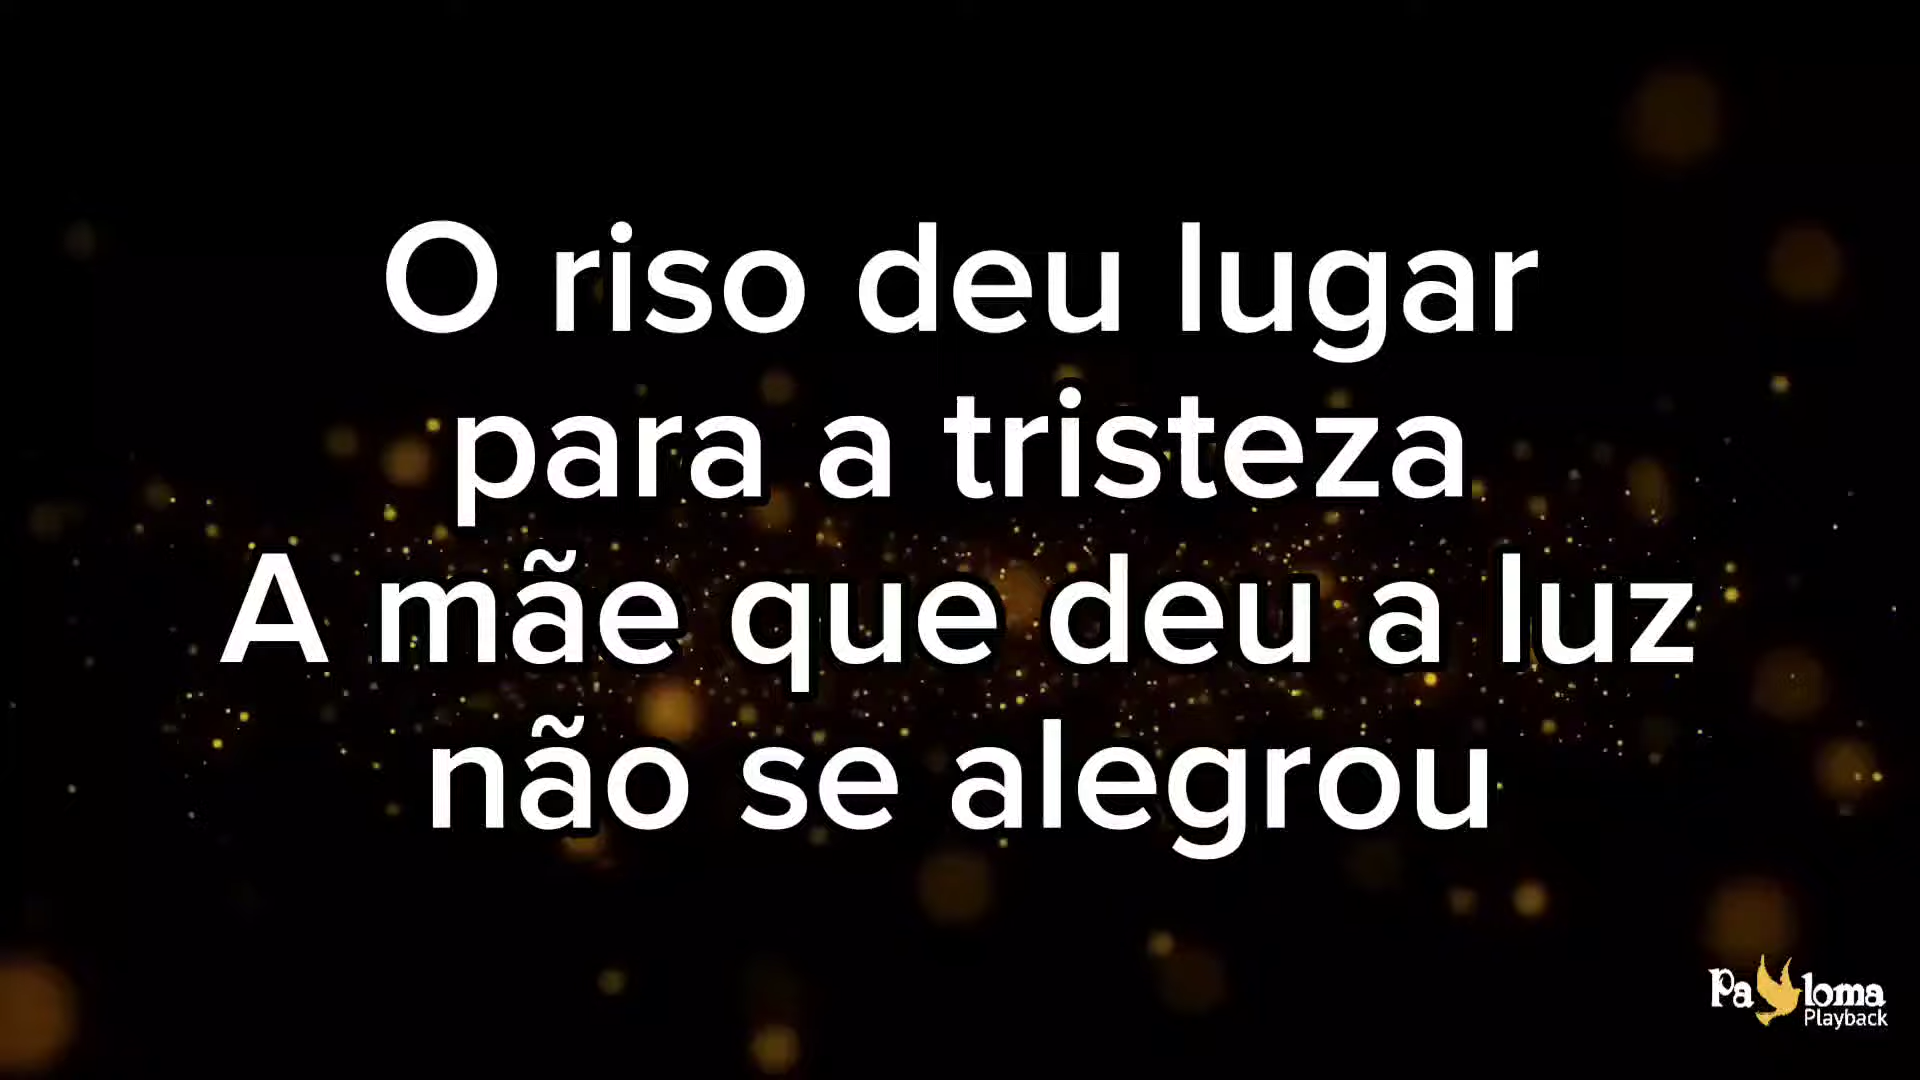 O riso deu lugar
para a tristeza
A mãe que deu a luz
não se alegrou
Paloma
Playback